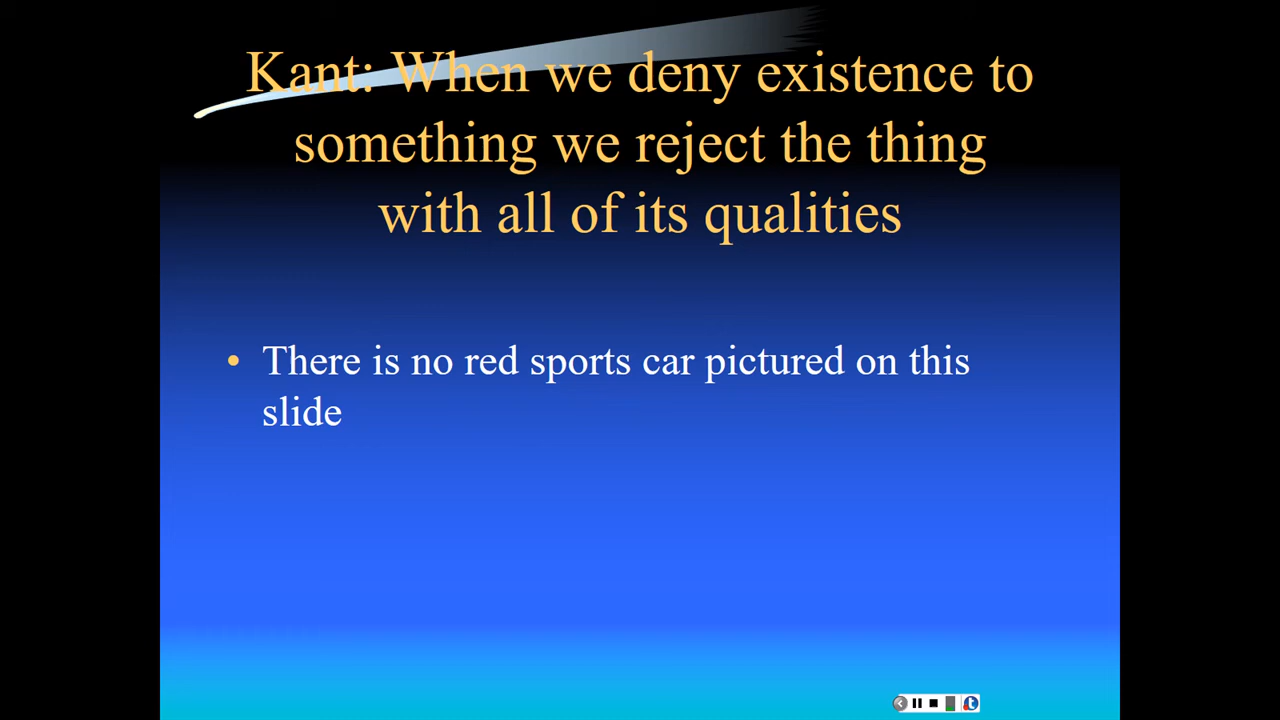 Kant: When we deny existence to
something we reject the thing
with all of its qualities
• There is no red sports car pictured on this
slide